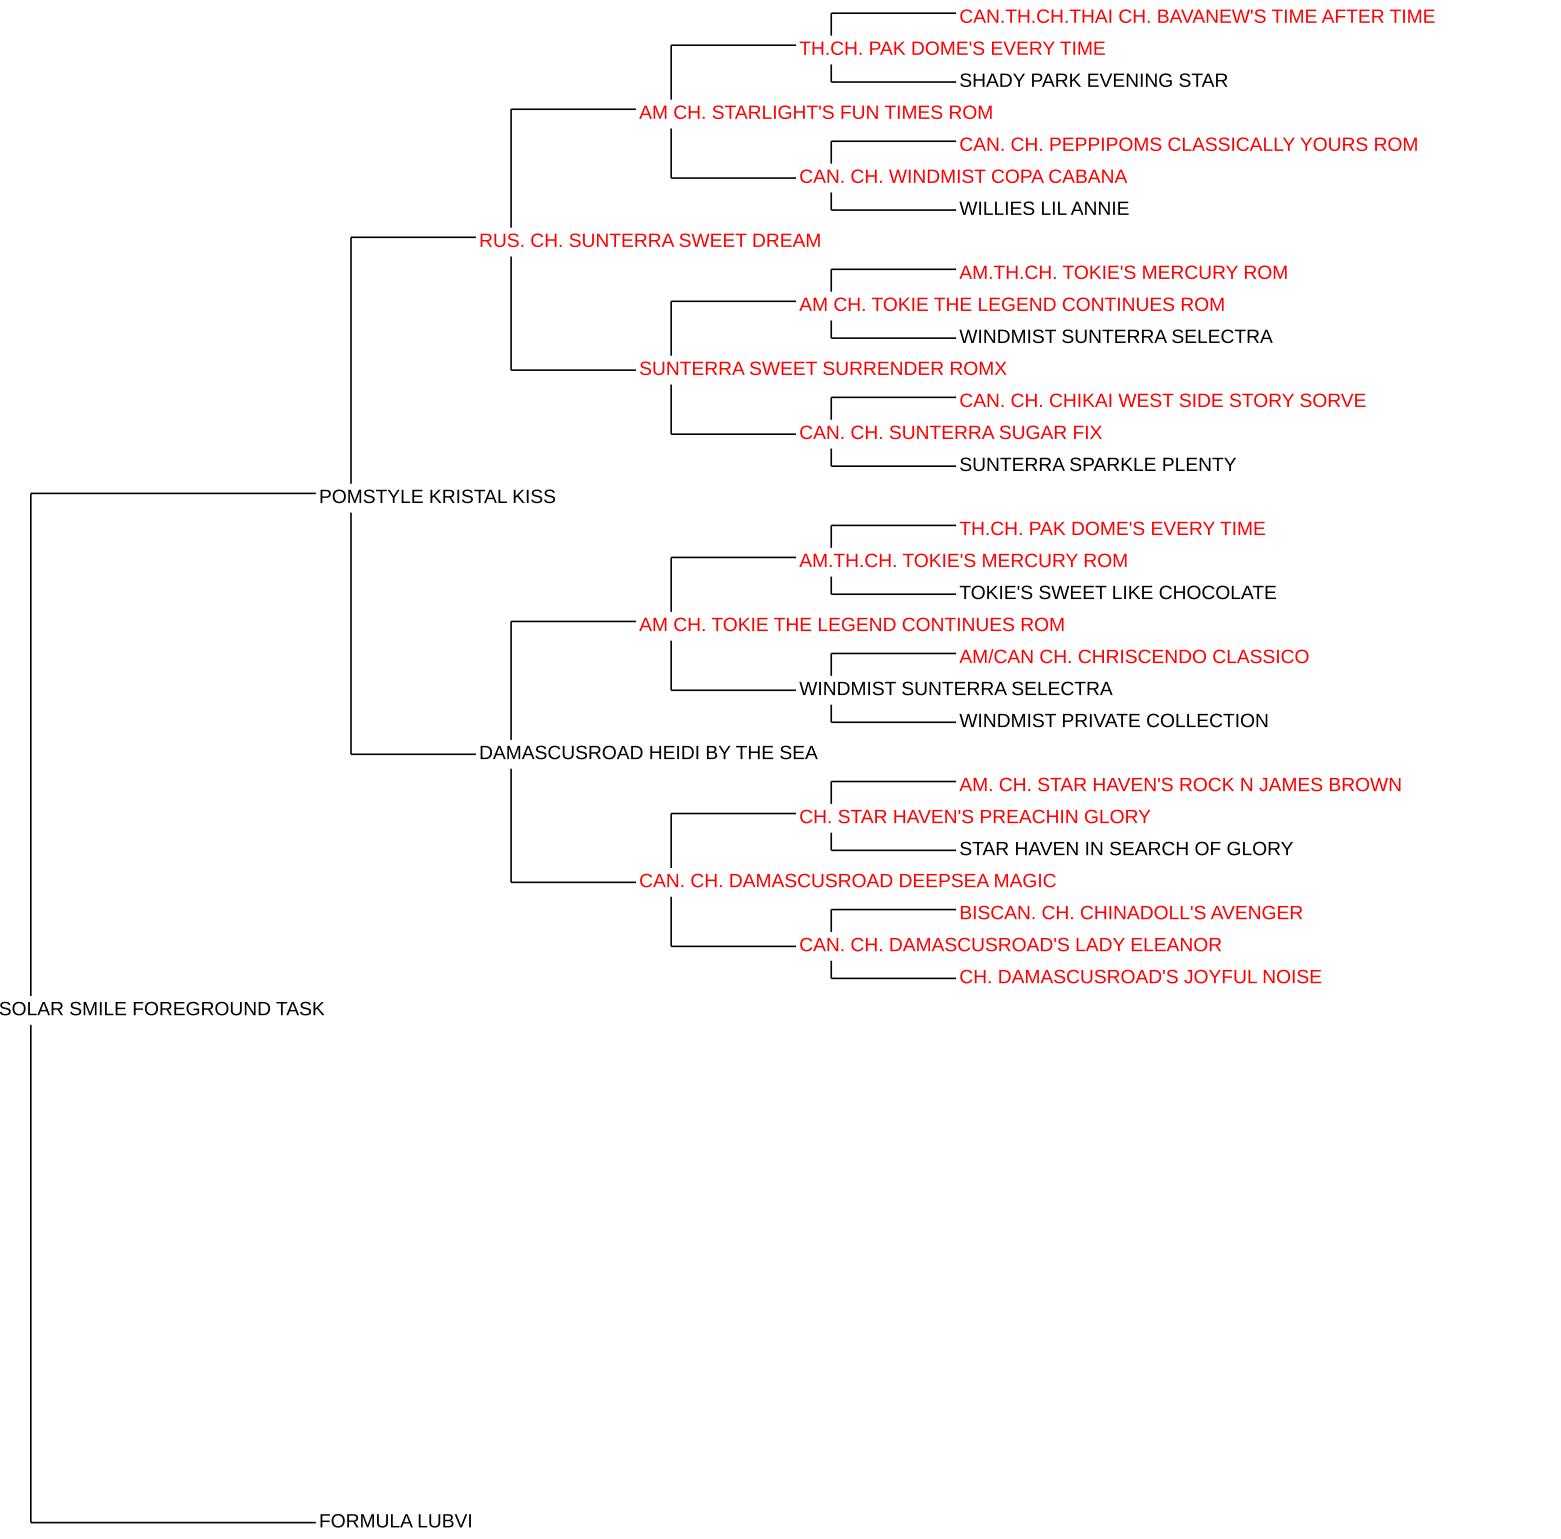 CAN.TH.CH.THAI CH. BAVANEW'S TIME AFTER TIME
TH.CH. PAK DOME'S EVERY TIME
SHADY PARK EVENING STAR
AM CH. STARLIGHT'S FUN TIMES ROM
CAN. CH. PEPPIPOMS CLASSICALLY YOURS ROM
CAN. CH. WINDMIST COPA CABANA
WILLIES LIL ANNIE
RUS. CH. SUNTERRA SWEET DREAM
AM.TH.CH. TOKIE'S MERCURY ROM
AM CH. TOKIE THE LEGEND CONTINUES ROM
WINDMIST SUNTERRA SELECTRA
SUNTERRA SWEET SURRENDER ROMX
CAN. CH. CHIKAI WEST SIDE STORY SORVE
CAN. CH. SUNTERRA SUGAR FIX
SUNTERRA SPARKLE PLENTY
POMSTYLE KRISTAL KISS
TH.CH. PAK DOME'S EVERY TIME
AM.TH.CH. TOKIE'S MERCURY ROM
TOKIE'S SWEET LIKE CHOCOLATE
AM CH. TOKIE THE LEGEND CONTINUES ROM
AM/CAN CH. CHRISCENDO CLASSICO
WINDMIST SUNTERRA SELECTRA
WINDMIST PRIVATE COLLECTION
DAMASCUSROAD HEIDI BY THE SEA
AM. CH. STAR HAVEN'S ROCK N JAMES BROWN
CH. STAR HAVEN'S PREACHIN GLORY
STAR HAVEN IN SEARCH OF GLORY
CAN. CH. DAMASCUSROAD DEEPSEA MAGIC
BISCAN. CH. CHINADOLL'S AVENGER
CAN. CH. DAMASCUSROAD'S LADY ELEANOR
CH. DAMASCUSROAD'S JOYFUL NOISE
SOLAR SMILE FOREGROUND TASK
FORMULA LUBVI